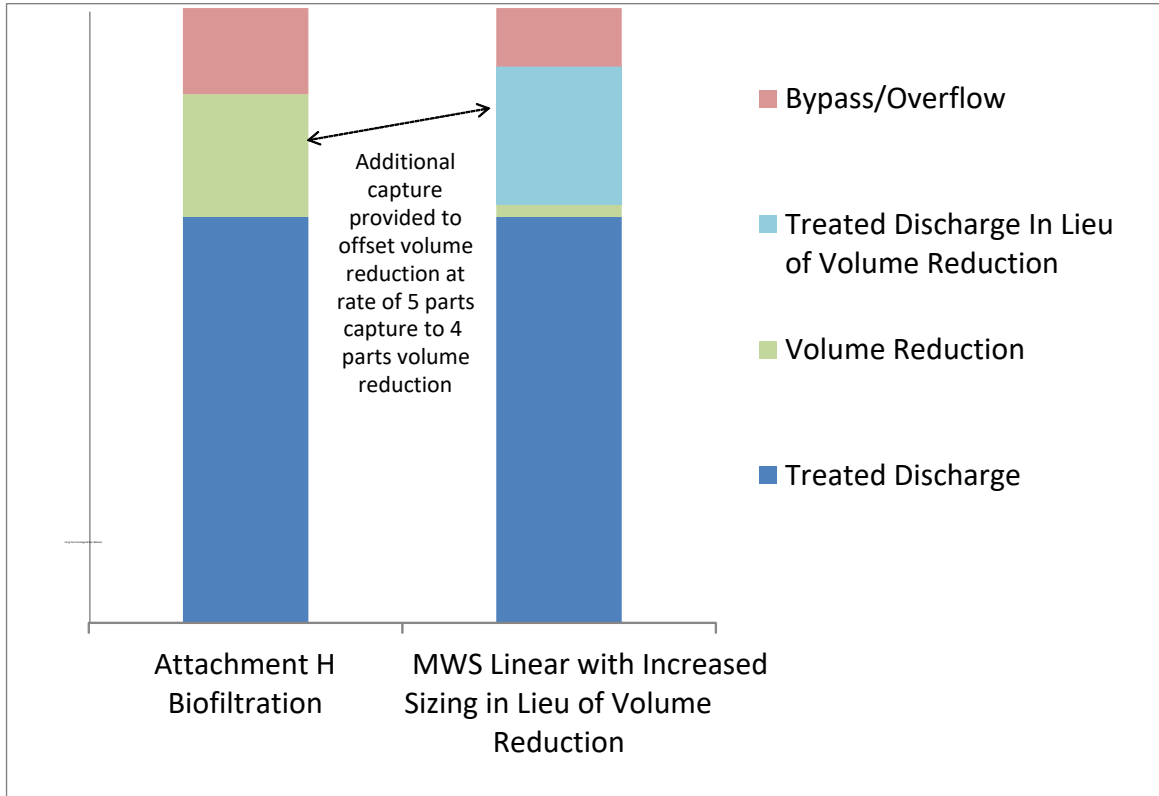 Additional
capture
provided to
offset volume
reduction at
rate of 5 parts
capture to 4
parts volume
reduction
Bypass/Overflow
Treated Discharge In Lieu
of Volume Reduction
Volume Reduction
Treated Discharge
Attachment H
Biofiltration
MWS Linear with Increased
Sizing in Lieu of Volume
Reduction